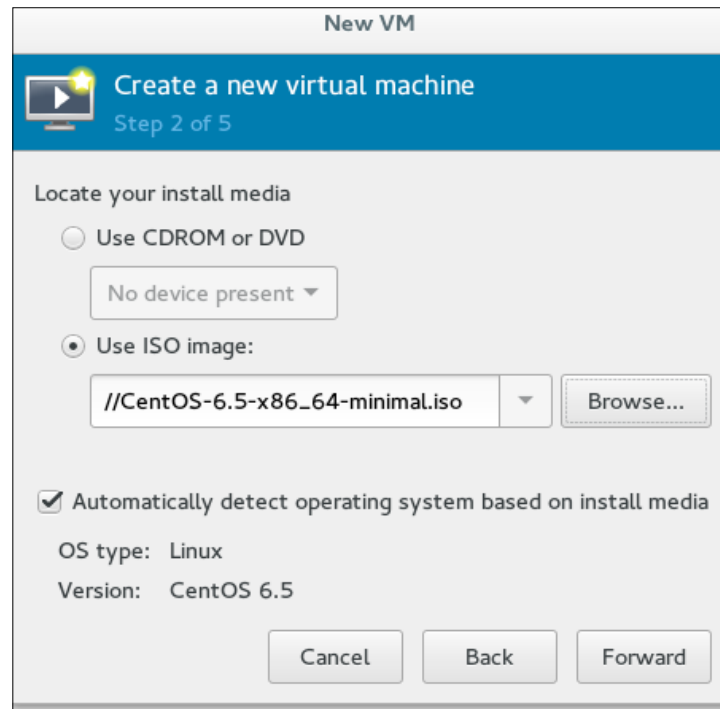 New VM
Create a new virtual machine
Step 2 of 5
Locate your install media
Use CDROM or DVD
No device present
Use ISO image:
//CentOS-6.5-x86_64-minimal.iso
Browse...
Automatically detect operating system based on install media
OS type: Linux
Version: CentOS 6.5
Cancel Back Forward